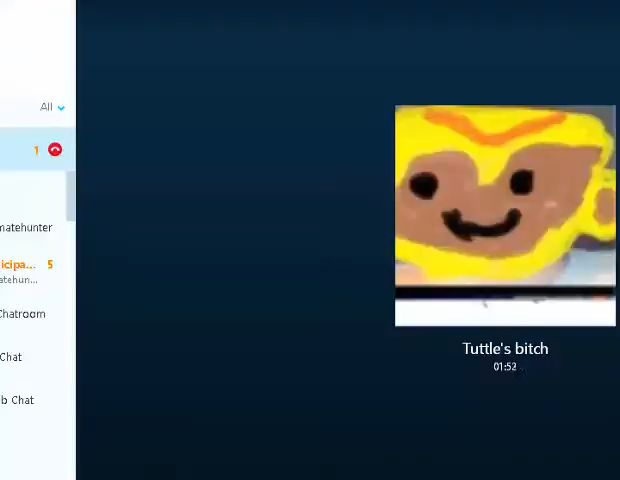 All
1
matehunter
icipa... 5
atehun...
Chatroom
Chat
b Chat
Tuttle's bitch
01:52